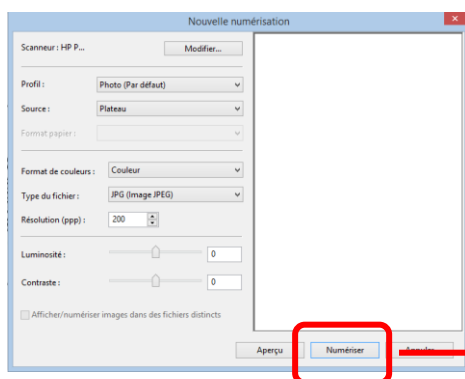 Nouvelle numérisation
Scanneur : HP P...
Modifier...
Profil :
Photo (Par défaut)
Source :
Plateau
Format papier :
Format de couleurs :
Couleur
Type du fichier :
JPG (Image JPEG)
Résolution (ppp) :
200
Luminosité :
0
Contraste :
0
Afficher/numériser images dans des fichiers distincts
Aperçu
Numériser
Annuler